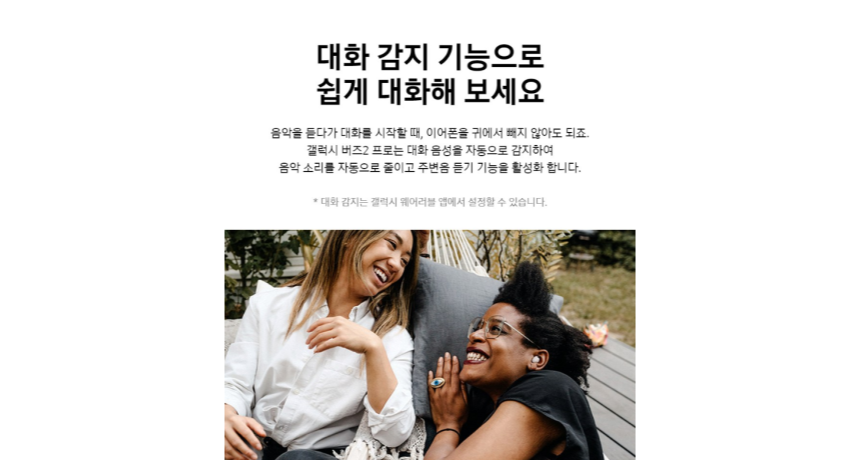 대화 감지 기능으로
쉽게 대화해 보세요
음악을 듣다가 대화를 시작할 때, 이어폰을 귀에서 빼지 않아도 되죠.
갤럭시 버즈2 프로는 대화 음성을 자동으로 감지하여
음악 소리를 자동으로 줄이고 주변음 듣기 기능을 활성화 합니다.
* 대화 감지는 갤럭시 웨어러블 앱에서 설정할 수 있습니다.